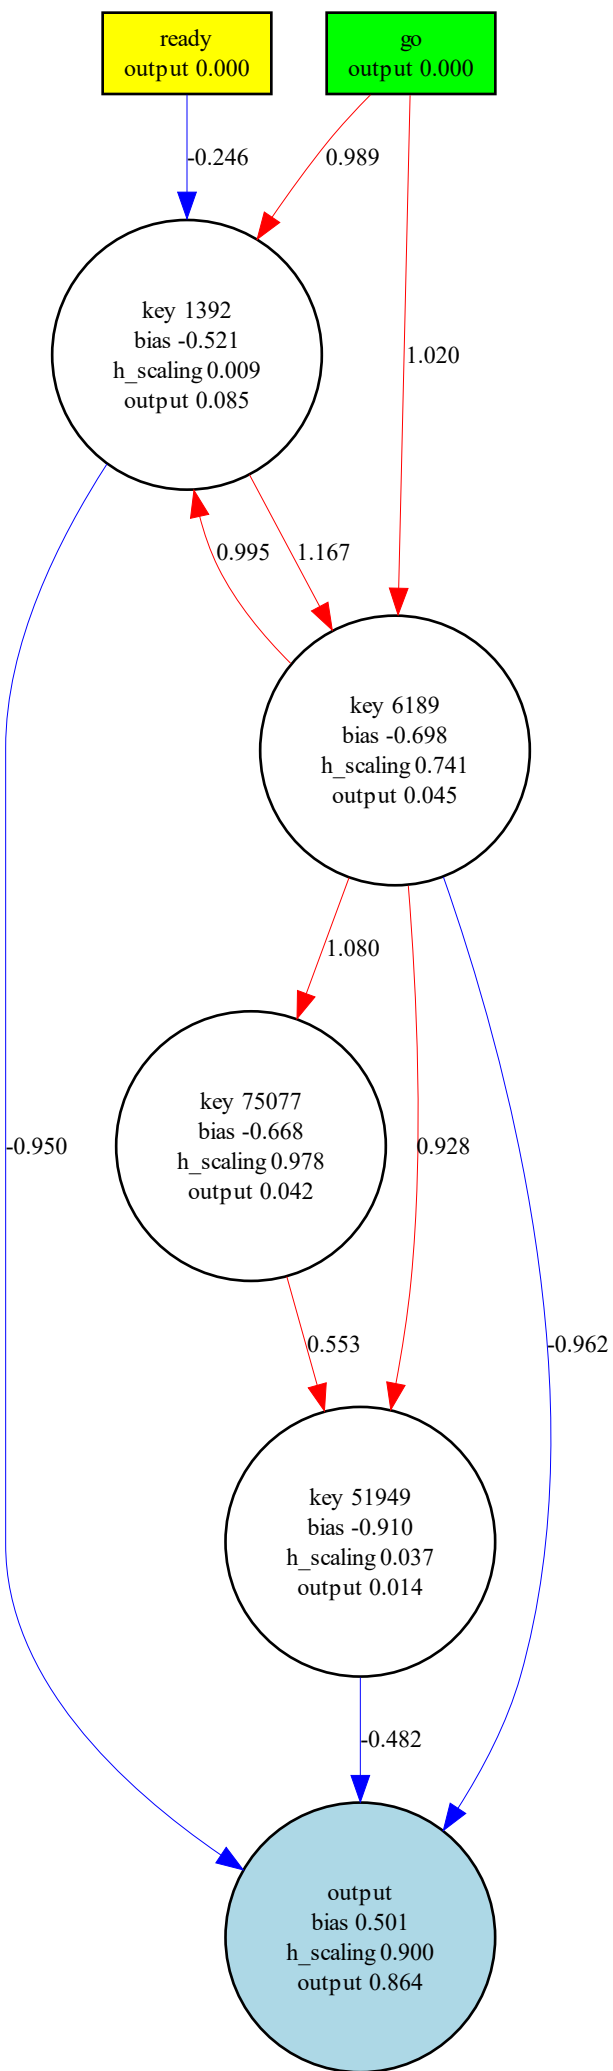 ready
output 0.000
go
output 0.000
-0.246
0.989
key 1392
bias -0.521
h_scaling 0.009
output 0.085
1.020
0.995
1.167
key 6189
bias -0.698
h_scaling 0.741
output 0.045
1.080
key 75077
bias -0.668
h_scaling 0.978
output 0.042
-0.950
0.928
0.553
-0.962
key 51949
bias -0.910
h_scaling 0.037
output 0.014
-0.482
output
bias 0.501
h_scaling 0.900
output 0.864